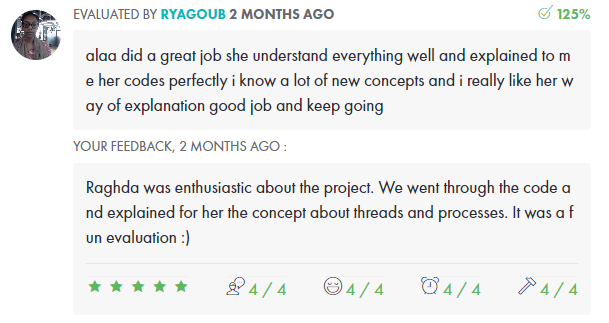 EVALUATED BY RYAGOUB 2 MONTHS AGO
125%
alaa did a great job she understand everything well and explained to m
e her codes perfectly i know a lot of new concepts and i really like her w
ay of explanation good job and keep going
YOUR FEEDBACK, 2 MONTHS AGO :
Raghda was enthusiastic about the project. We went through the code a
nd explained for her the concept about threads and processes. It was a f
un evaluation :)
4 / 4 4 / 4 4 / 4 4 / 4